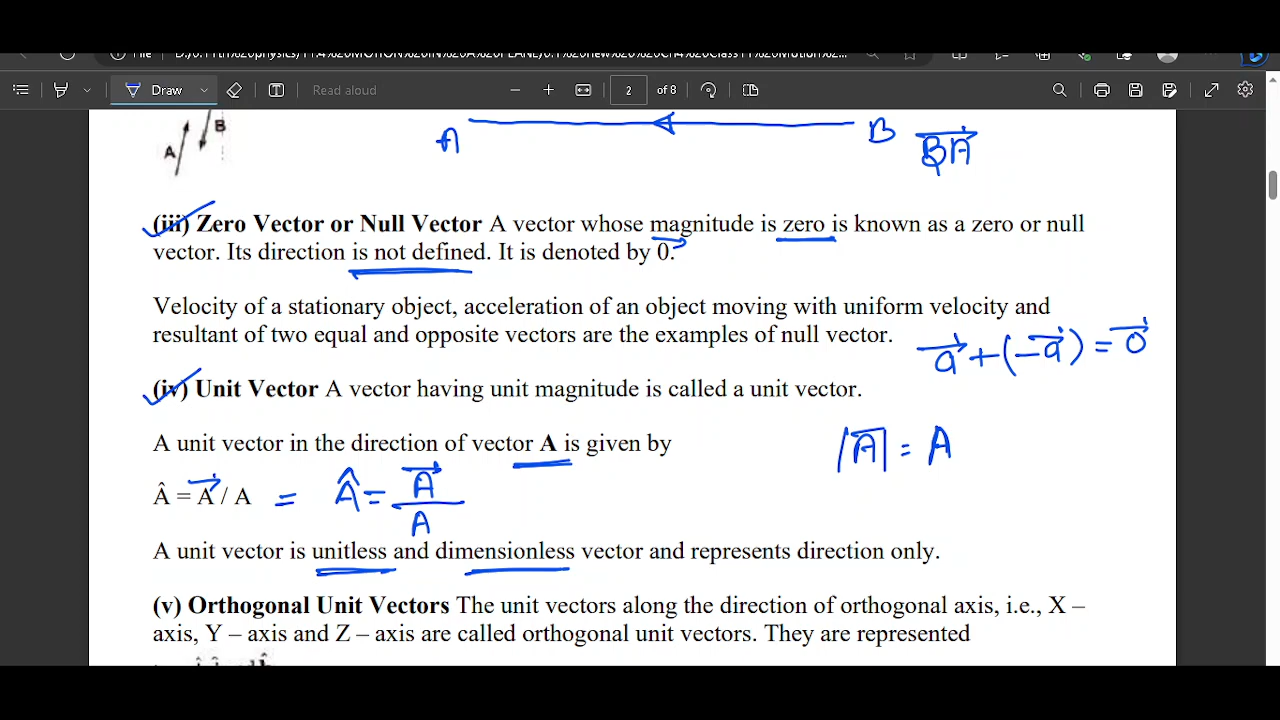 File
Draw
Read aloud
2 of 8
B
A
A
B
BA
(iii) Zero Vector or Null Vector A vector whose magnitude is zero is known as a zero or null
vector. Its direction is not defined. It is denoted by 0.
Velocity of a stationary object, acceleration of an object moving with uniform velocity and
resultant of two equal and opposite vectors are the examples of null vector.
a⃗ + (−a⃗) = 0⃗
(iv) Unit Vector A vector having unit magnitude is called a unit vector.
A unit vector in the direction of vector A is given by
|A⃗| = A
Â = A⃗ / A = Â = A⃗ / A
A unit vector is unitless and dimensionless vector and represents direction only.
(v) Orthogonal Unit Vectors The unit vectors along the direction of orthogonal axis, i.e., X –
axis, Y – axis and Z – axis are called orthogonal unit vectors. They are represented